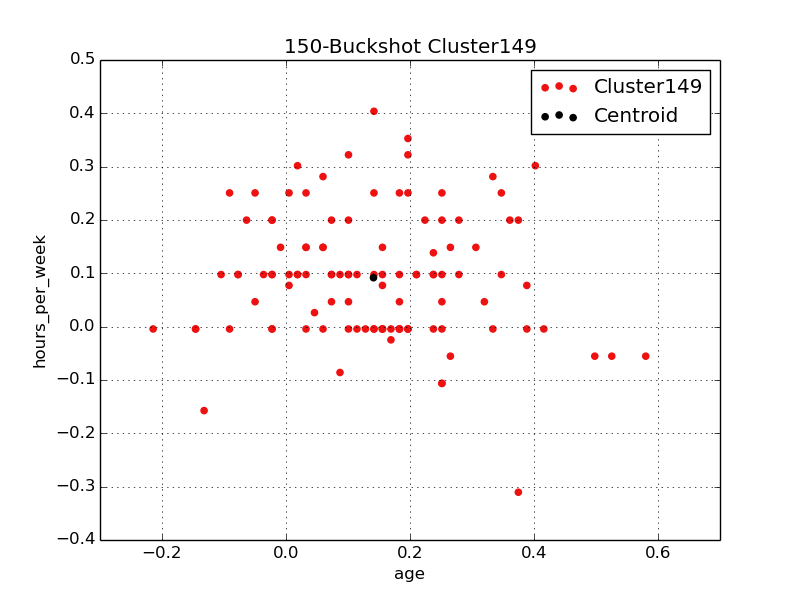 150-Buckshot Cluster149
0.5
0.4
0.3
0.2
0.1
0.0
−0.1
−0.2
−0.3
−0.4
hours_per_week
Cluster149
Centroid
−0.2 0.0 0.2 0.4 0.6
age